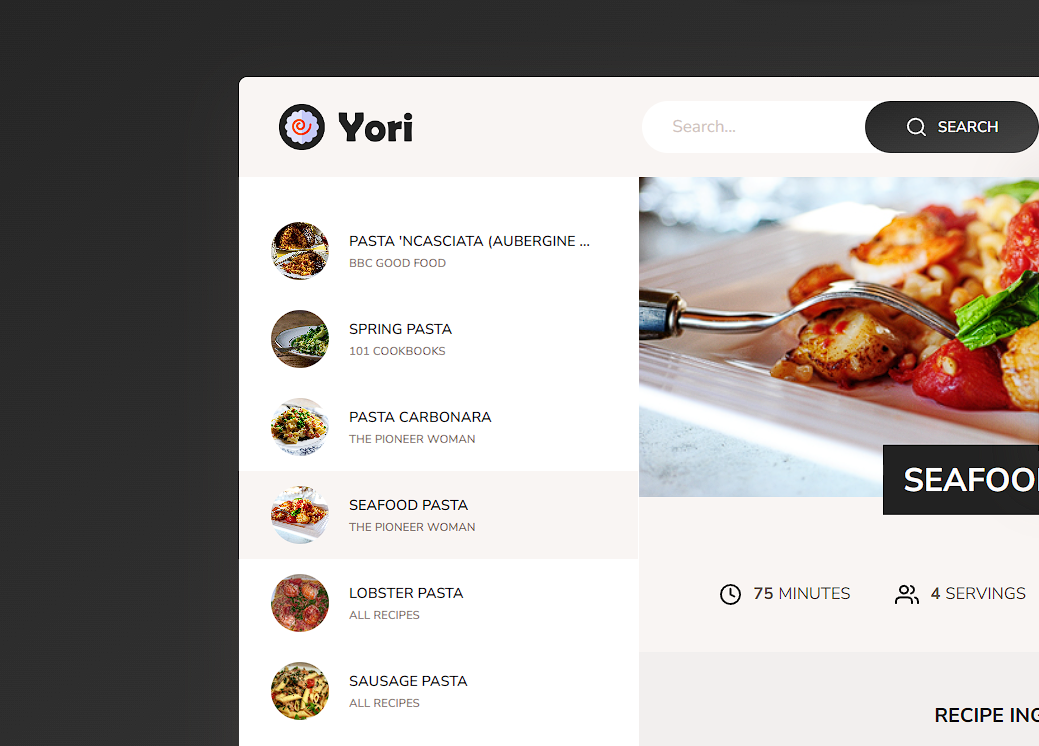 Yori
Search...
SEARCH
PASTA 'NCASCIATA (AUBERGINE ...
BBC GOOD FOOD
SPRING PASTA
101 COOKBOOKS
PASTA CARBONARA
THE PIONEER WOMAN
SEAFOOD PASTA
THE PIONEER WOMAN
LOBSTER PASTA
ALL RECIPES
SAUSAGE PASTA
ALL RECIPES
SEAFOO
75 MINUTES
4 SERVINGS
RECIPE ING